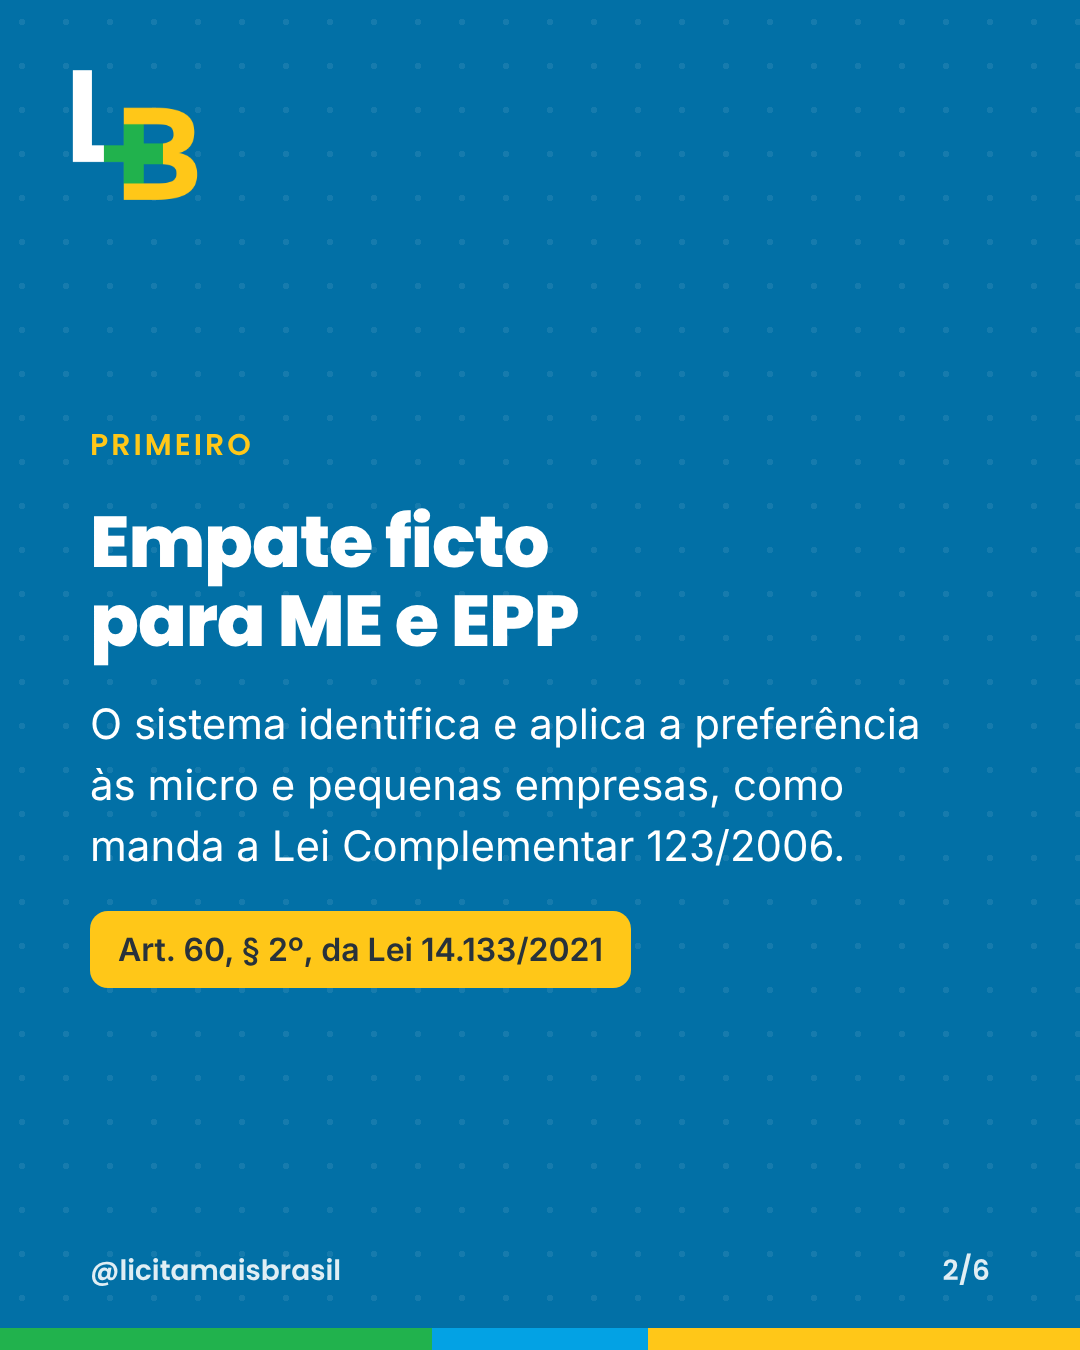 L+B
PRIMEIRO
Empate ficto
para ME e EPP
O sistema identifica e aplica a preferência
às micro e pequenas empresas, como
manda a Lei Complementar 123/2006.
Art. 60, § 2º, da Lei 14.133/2021
@licitamaisbrasil
2/6